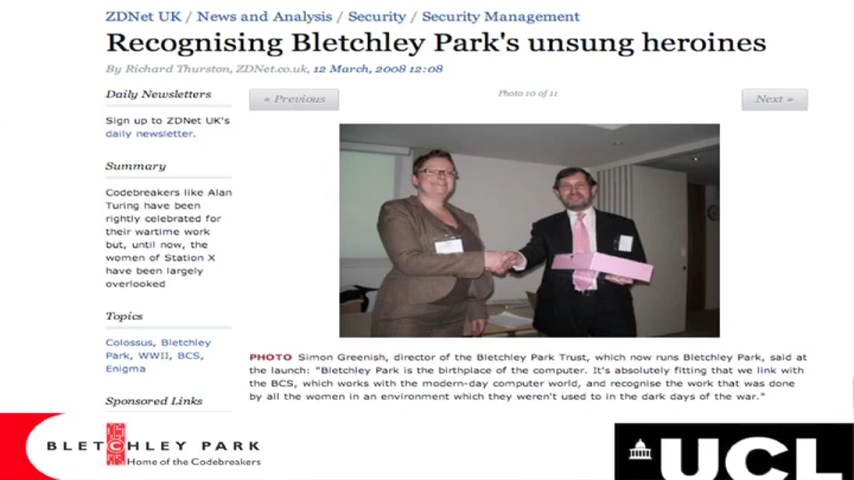 ZDNet UK / News and Analysis / Security / Security Management
Recognising Bletchley Park's unsung heroines
By Richard Thurston, ZDNet.co.uk, 12 March, 2008 12:08
Daily Newsletters
Sign up to ZDNet UK's
daily newsletter.
Summary
Codebreakers like Alan
Turing have been
rightly celebrated for
their wartime work
but, until now, the
women of Station X
have been largely
overlooked
Topics
Colossus, Bletchley
Park, WWII, BCS,
Enigma
Sponsored Links
« Previous
Photo 10 of 11
Next »
PHOTO Simon Greenish, director of the Bletchley Park Trust, which now runs Bletchley Park, said at
the launch: "Bletchley Park is the birthplace of the computer. It's absolutely fitting that we link with
the BCS, which works with the modern-day computer world, and recognise the work that was done
by all the women in an environment which they weren't used to in the dark days of the war."
BLETCHLEY PARK
Home of the Codebreakers
UCL